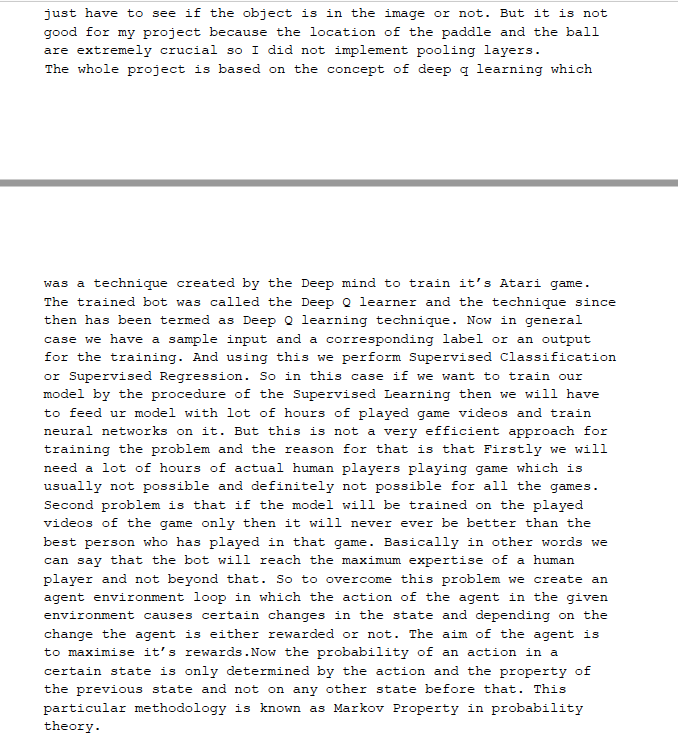 just have to see if the object is in the image or not. But it is not
good for my project because the location of the paddle and the ball
are extremely crucial so I did not implement pooling layers.
The whole project is based on the concept of deep q learning which
was a technique created by the Deep mind to train it’s Atari game.
The trained bot was called the Deep Q learner and the technique since
then has been termed as Deep Q learning technique. Now in general
case we have a sample input and a corresponding label or an output
for the training. And using this we perform Supervised Classification
or Supervised Regression. So in this case if we want to train our
model by the procedure of the Supervised Learning then we will have
to feed ur model with lot of hours of played game videos and train
neural networks on it. But this is not a very efficient approach for
training the problem and the reason for that is that Firstly we will
need a lot of hours of actual human players playing game which is
usually not possible and definitely not possible for all the games.
Second problem is that if the model will be trained on the played
videos of the game only then it will never ever be better than the
best person who has played in that game. Basically in other words we
can say that the bot will reach the maximum expertise of a human
player and not beyond that. So to overcome this problem we create an
agent environment loop in which the action of the agent in the given
environment causes certain changes in the state and depending on the
change the agent is either rewarded or not. The aim of the agent is
to maximise it’s rewards.Now the probability of an action in a
certain state is only determined by the action and the property of
the previous state and not on any other state before that. This
particular methodology is known as Markov Property in probability
theory.